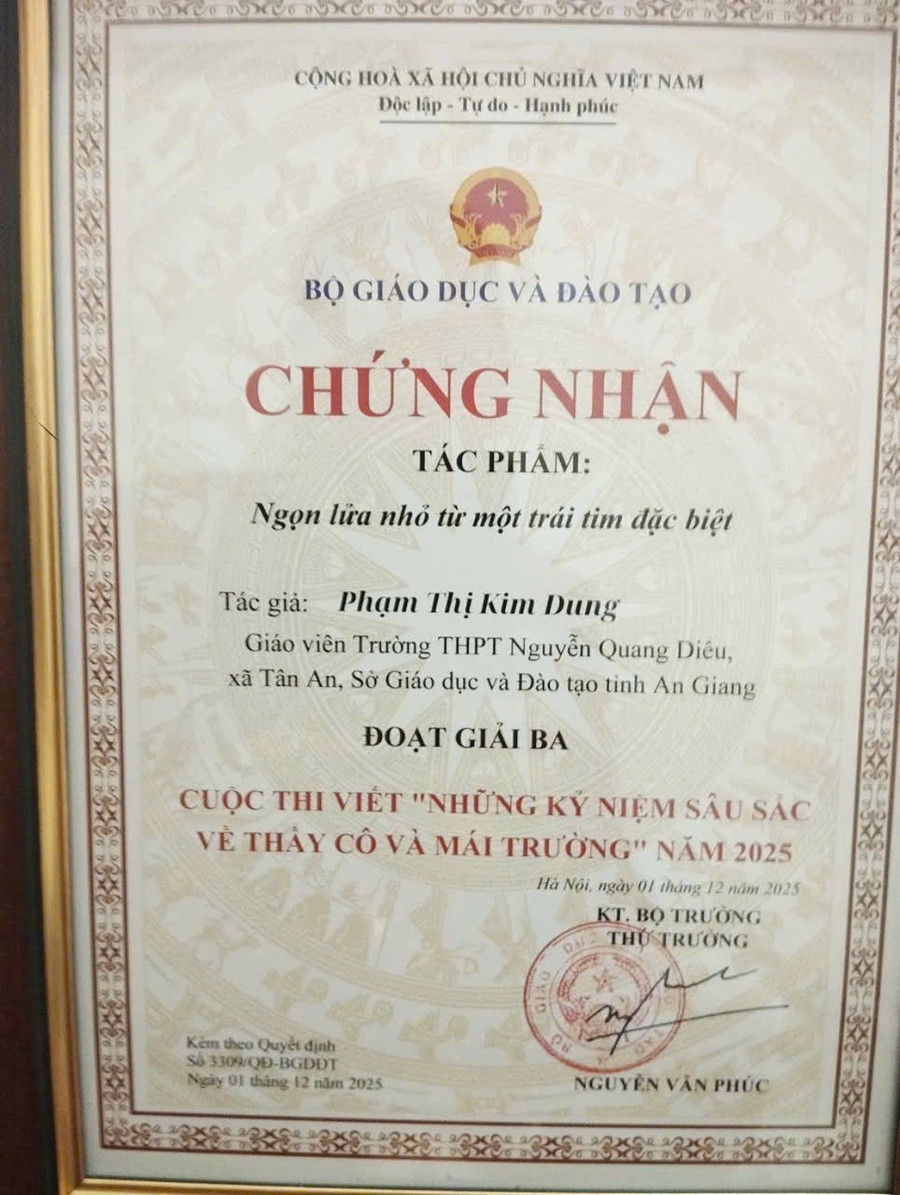 CỘNG HOÀ XÃ HỘI CHỦ NGHĨA VIỆT NAM
Độc lập - Tự do - Hạnh phúc
BỘ GIÁO DỤC VÀ ĐÀO TẠO
CHỨNG NHẬN
TÁC PHẨM:
Ngọn lửa nhỏ từ một trái tim đặc biệt
Tác giả: Phạm Thị Kim Dung
Giáo viên Trường THPT Nguyễn Quang Diêu,
xã Tân An, Sở Giáo dục và Đào tạo tỉnh An Giang
ĐOẠT GIẢI BA
CUỘC THI VIẾT "NHỮNG KỶ NIỆM SÂU SẮC
VỀ THẦY CÔ VÀ MÁI TRƯỜNG" NĂM 2025
Hà Nội, ngày 01 tháng 12 năm 2025
KT. BỘ TRƯỞNG
THỨ TRƯỞNG
Kèm theo Quyết định
Số 3309/QĐ-BGDĐT
Ngày 01 tháng 12 năm 2025
NGUYỄN VĂN PHÚC